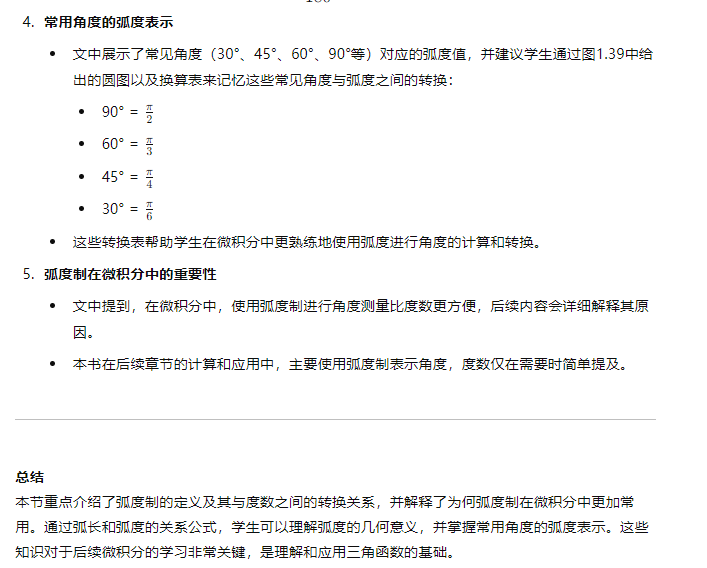 4. 常用角度的弧度表示
• 文中展示了常见角度（30°、45°、60°、90°等）对应的弧度值，并建议学生通过图1.39中给
出的圆图以及换算表来记忆这些常见角度与弧度之间的转换：
• 90° = π/2
• 60° = π/3
• 45° = π/4
• 30° = π/6
• 这些转换表帮助学生在微积分中更熟练地使用弧度进行角度的计算和转换。
5. 弧度制在微积分中的重要性
• 文中提到，在微积分中，使用弧度制进行角度测量比度数更方便，后续内容会详细解释其原
因。
• 本书在后续章节的计算和应用中，主要使用弧度制表示角度，度数仅在需要时简单提及。
总结
本节重点介绍了弧度制的定义及其与度数之间的转换关系，并解释了为何弧度制在微积分中更加常
用。通过弧长和弧度的关系公式，学生可以理解弧度的几何意义，并掌握常用角度的弧度表示。这些
知识对于后续微积分的学习非常关键，是理解和应用三角函数的基础。